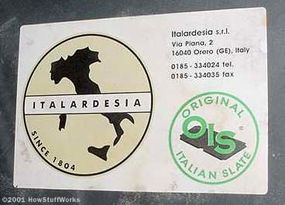 Italardesia s.r.l.
Via Piana, 2
16040 Orero (GE), Italy
0185 - 334024 tel.
0185 - 334035 fax
ITALARDESIA
SINCE 1804
ORIGINAL
OIS
ITALIAN SLATE
©2001 HowStuffWorks